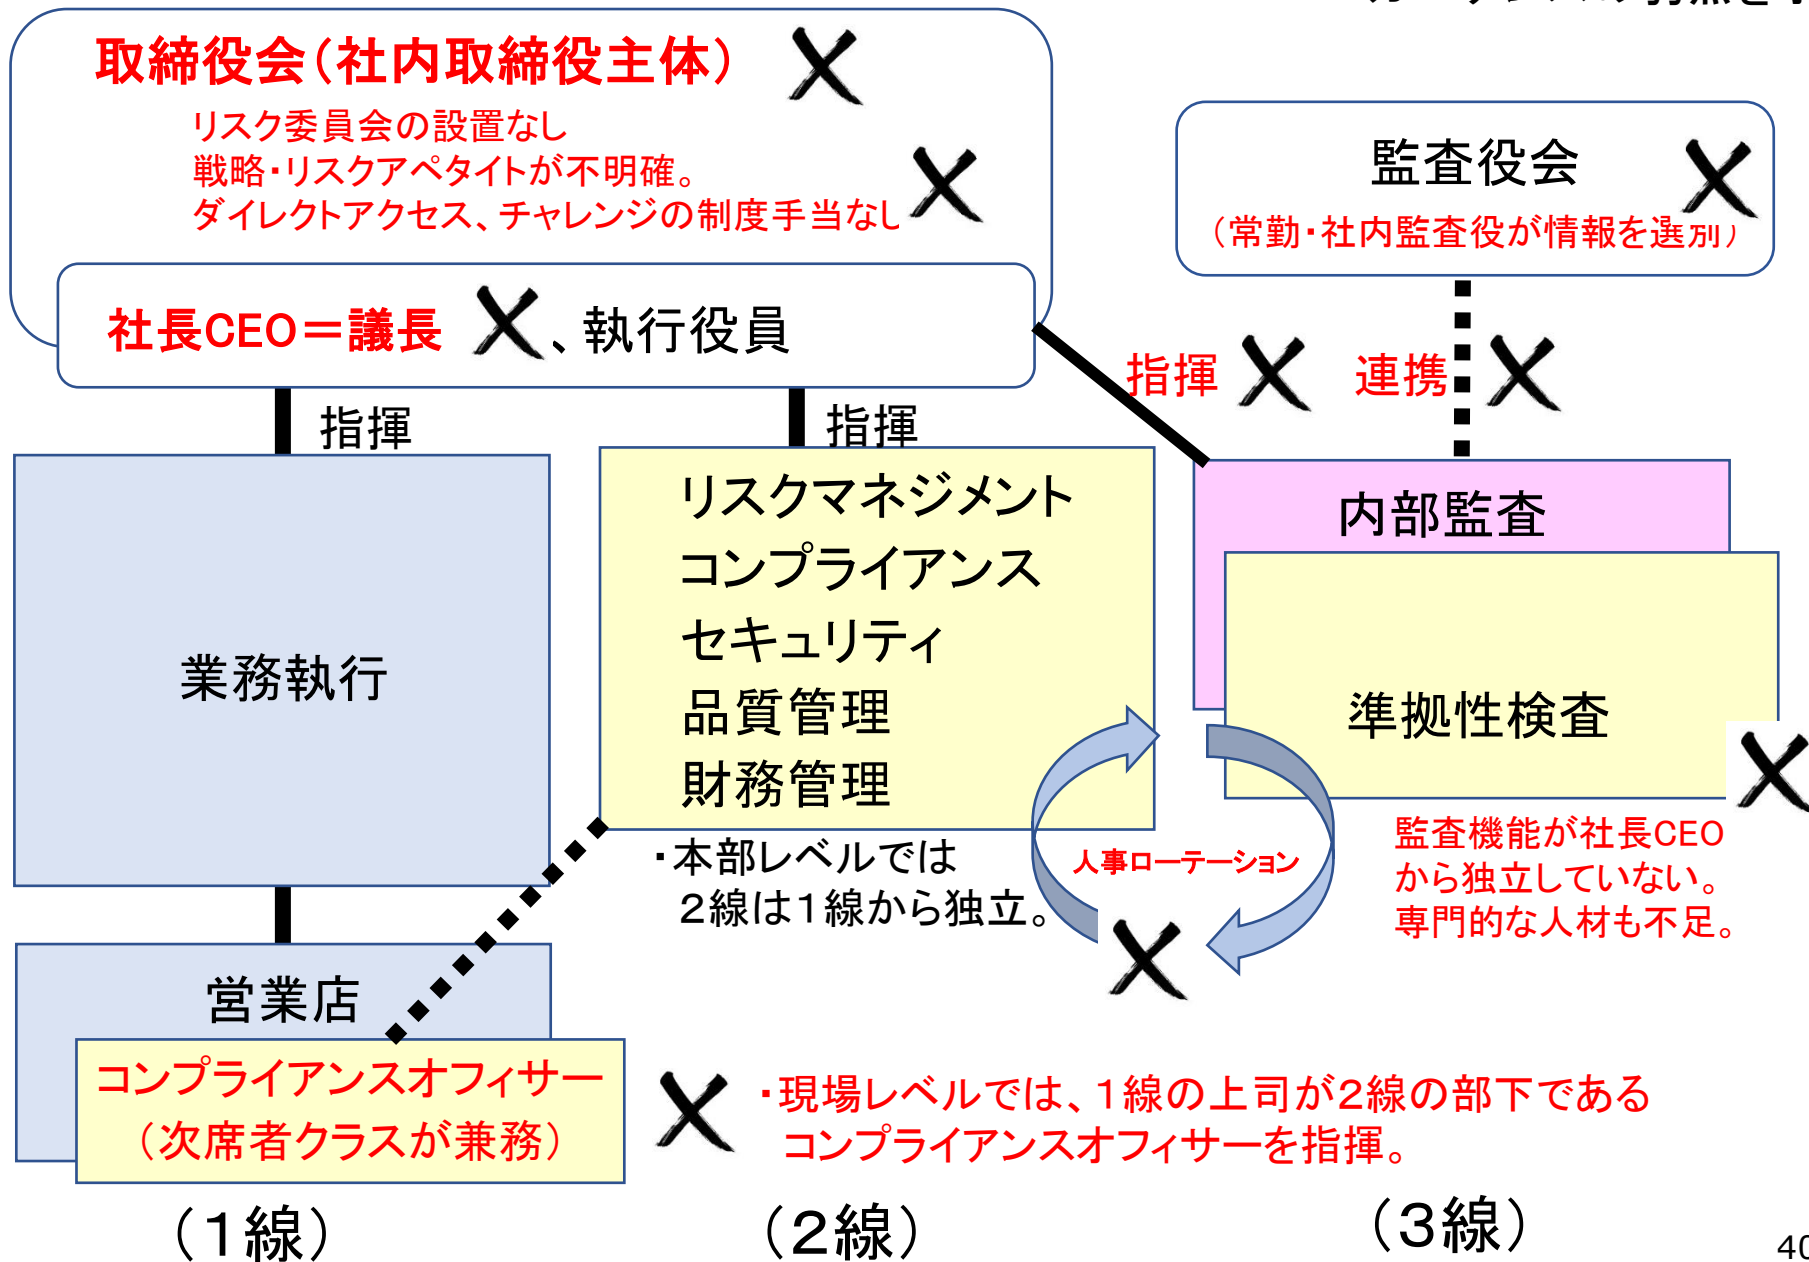 取締役会（社内取締役主体）
リスク委員会の設置なし
戦略・リスクアペタイトが不明確。
ダイレクトアクセス、チャレンジの制度手当なし
社長CEO＝議長
、執行役員
監査役会
（常勤・社内監査役が情報を選別）
指揮
連携
指揮
指揮
業務執行
リスクマネジメント
コンプライアンス
セキュリティ
品質管理
財務管理
内部監査
準拠性検査
・本部レベルでは
２線は１線から独立。
人事ローテーション
監査機能が社長CEO
から独立していない。
専門的な人材も不足。
営業店
コンプライアンスオフィサー
（次席者クラスが兼務）
・現場レベルでは、１線の上司が２線の部下である
コンプライアンスオフィサーを指揮。
（１線）
（２線）
（３線）
40